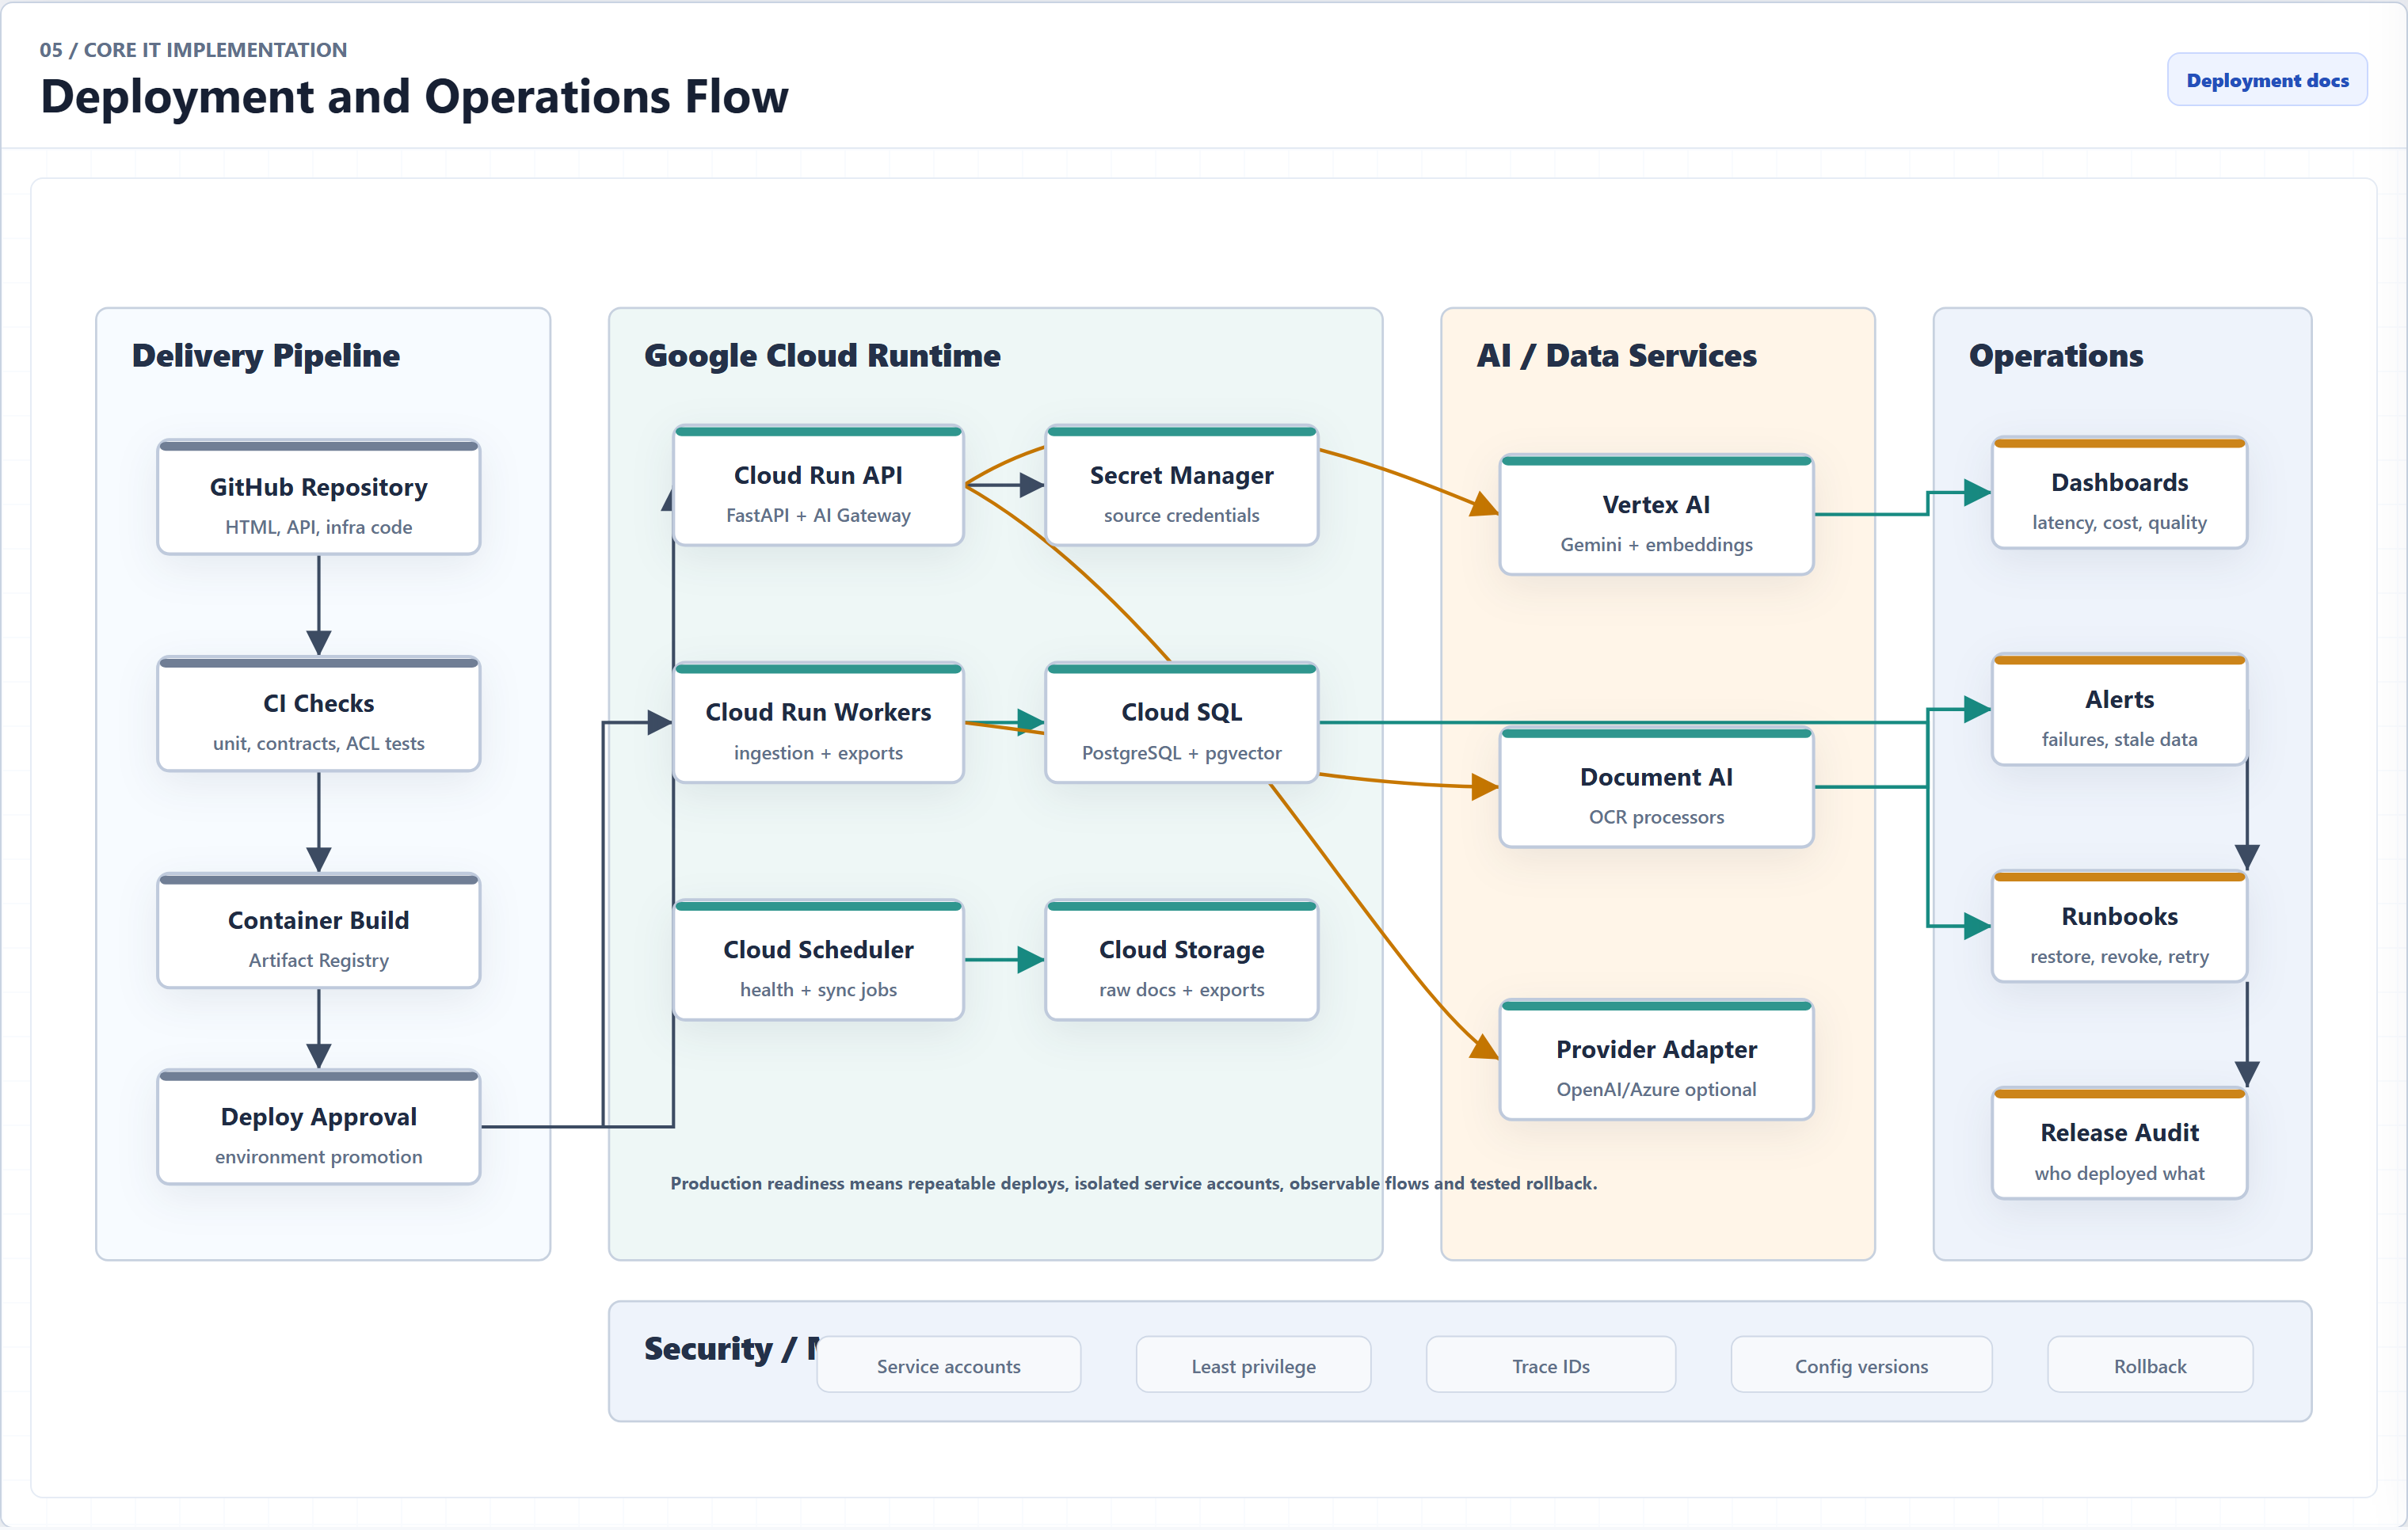 05 / CORE IT IMPLEMENTATION
Deployment and Operations Flow
Deployment docs
Delivery Pipeline
GitHub Repository
HTML, API, infra code
CI Checks
unit, contracts, ACL tests
Container Build
Artifact Registry
Deploy Approval
environment promotion
Google Cloud Runtime
Cloud Run API
FastAPI + AI Gateway
Secret Manager
source credentials
Cloud Run Workers
ingestion + exports
Cloud SQL
PostgreSQL + pgvector
Cloud Scheduler
health + sync jobs
Cloud Storage
raw docs + exports
Production readiness means repeatable deploys, isolated service accounts, observable flows and tested rollback.
AI / Data Services
Vertex AI
Gemini + embeddings
Document AI
OCR processors
Provider Adapter
OpenAI/Azure optional
Operations
Dashboards
latency, cost, quality
Alerts
failures, stale data
Runbooks
restore, revoke, retry
Release Audit
who deployed what
Security /
Service accounts
Least privilege
Trace IDs
Config versions
Rollback